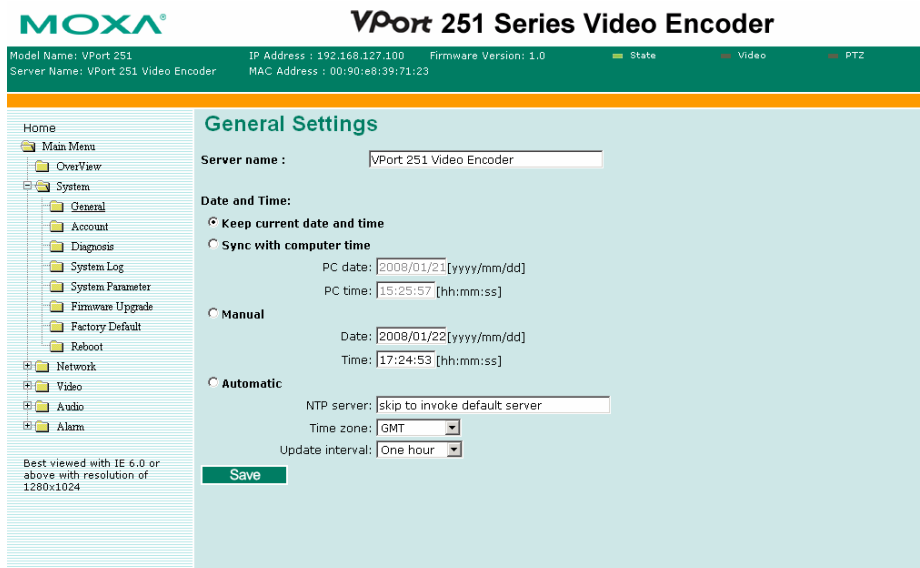 MOXA®
VPort 251 Series Video Encoder
Model Name: VPort 251
IP Address : 192.168.127.100
Firmware Version: 1.0
State
Video
PTZ
Server Name: VPort 251 Video Encoder
MAC Address : 00:90:e8:39:71:23
Home
Main Menu
OverView
System
General
Account
Diagnosis
System Log
System Parameter
Firmware Upgrade
Factory Default
Reboot
Network
Video
Audio
Alarm
Best viewed with IE 6.0 or
above with resolution of
1280x1024
General Settings
Server name : VPort 251 Video Encoder
Date and Time:
Keep current date and time
Sync with computer time
PC date: 2008/01/21 [yyyy/mm/dd]
PC time: 15:25:57 [hh:mm:ss]
Manual
Date: 2008/01/22 [yyyy/mm/dd]
Time: 17:24:53 [hh:mm:ss]
Automatic
NTP server: skip to invoke default server
Time zone: GMT
Update interval: One hour
Save